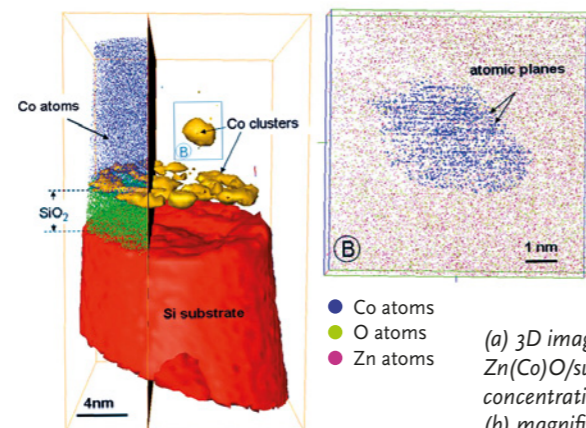 Co atoms
Co clusters
B
SiO₂
Si substrate
4nm
atomic planes
B
1 nm
Co atoms
O atoms
Zn atoms
(a) 3D imag
Zn(Co)O/su
concentrati
(b) magnifi